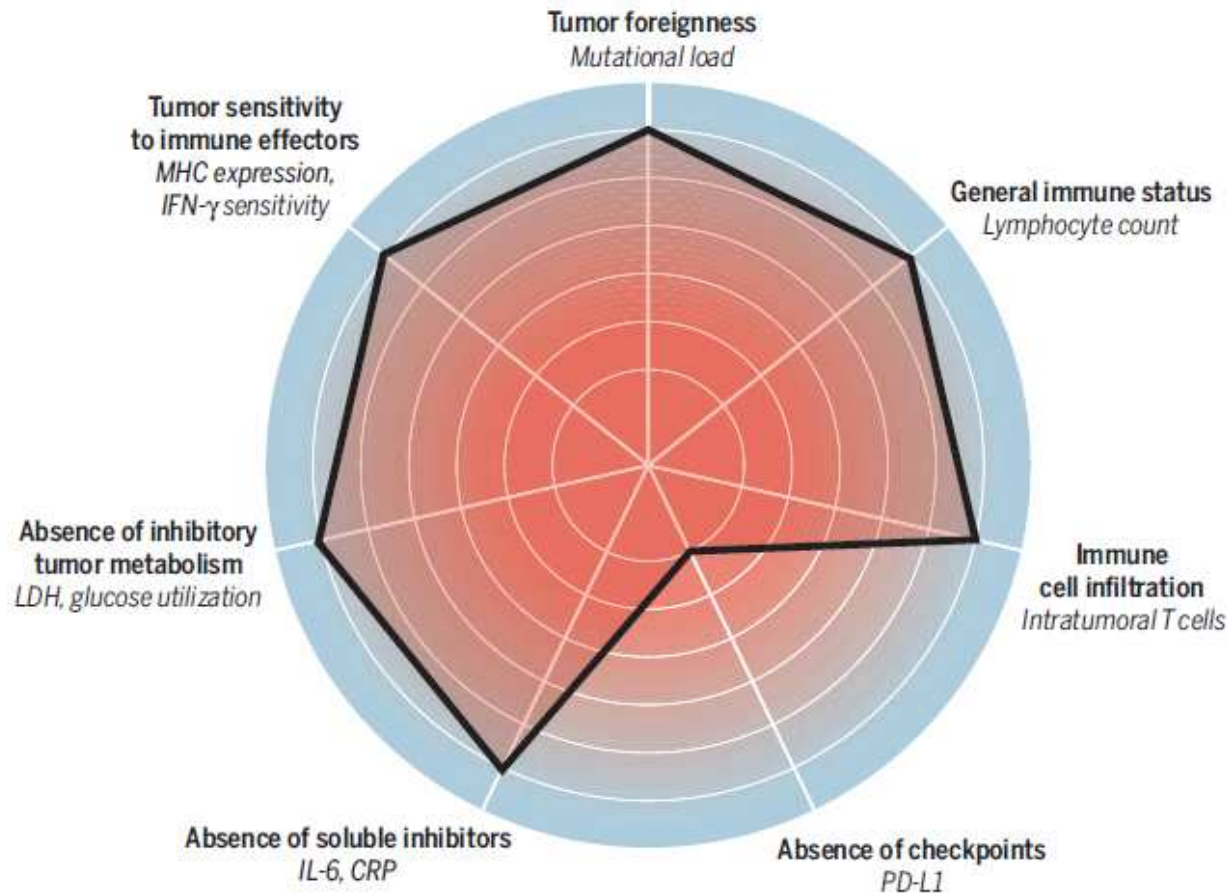 Tumor foreignness
Mutational load
Tumor sensitivity
to immune effectors
MHC expression,
IFN-γ sensitivity
General immune status
Lymphocyte count
Absence of inhibitory
tumor metabolism
LDH, glucose utilization
Immune
cell infiltration
Intratumoral T cells
Absence of soluble inhibitors
IL-6, CRP
Absence of checkpoints
PD-L1